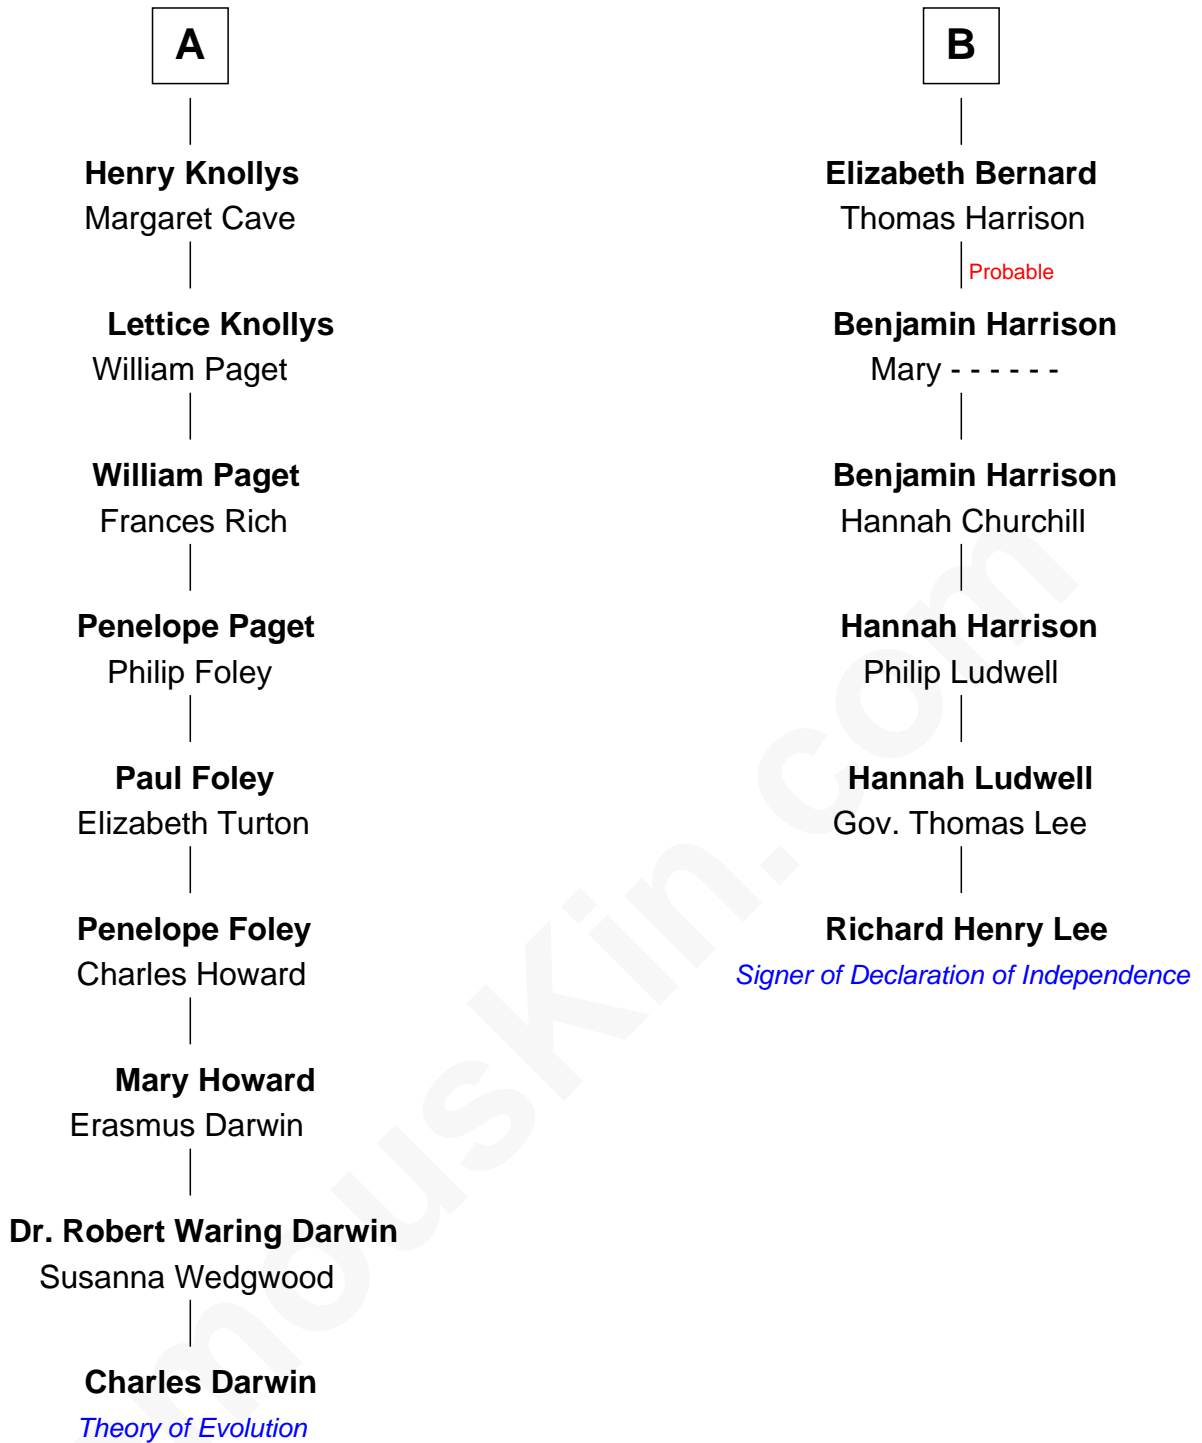 A
Henry Knollys
Margaret Cave
Lettice Knollys
William Paget
William Paget
Frances Rich
Penelope Paget
Philip Foley
Paul Foley
Elizabeth Turton
Penelope Foley
Charles Howard
Mary Howard
Erasmus Darwin
Dr. Robert Waring Darwin
Susanna Wedgwood
Charles Darwin
Theory of Evolution
B
Elizabeth Bernard
Thomas Harrison
Probable
Benjamin Harrison
Mary - - - - - -
Benjamin Harrison
Hannah Churchill
Hannah Harrison
Philip Ludwell
Hannah Ludwell
Gov. Thomas Lee
Richard Henry Lee
Signer of Declaration of Independence
mouskin.com